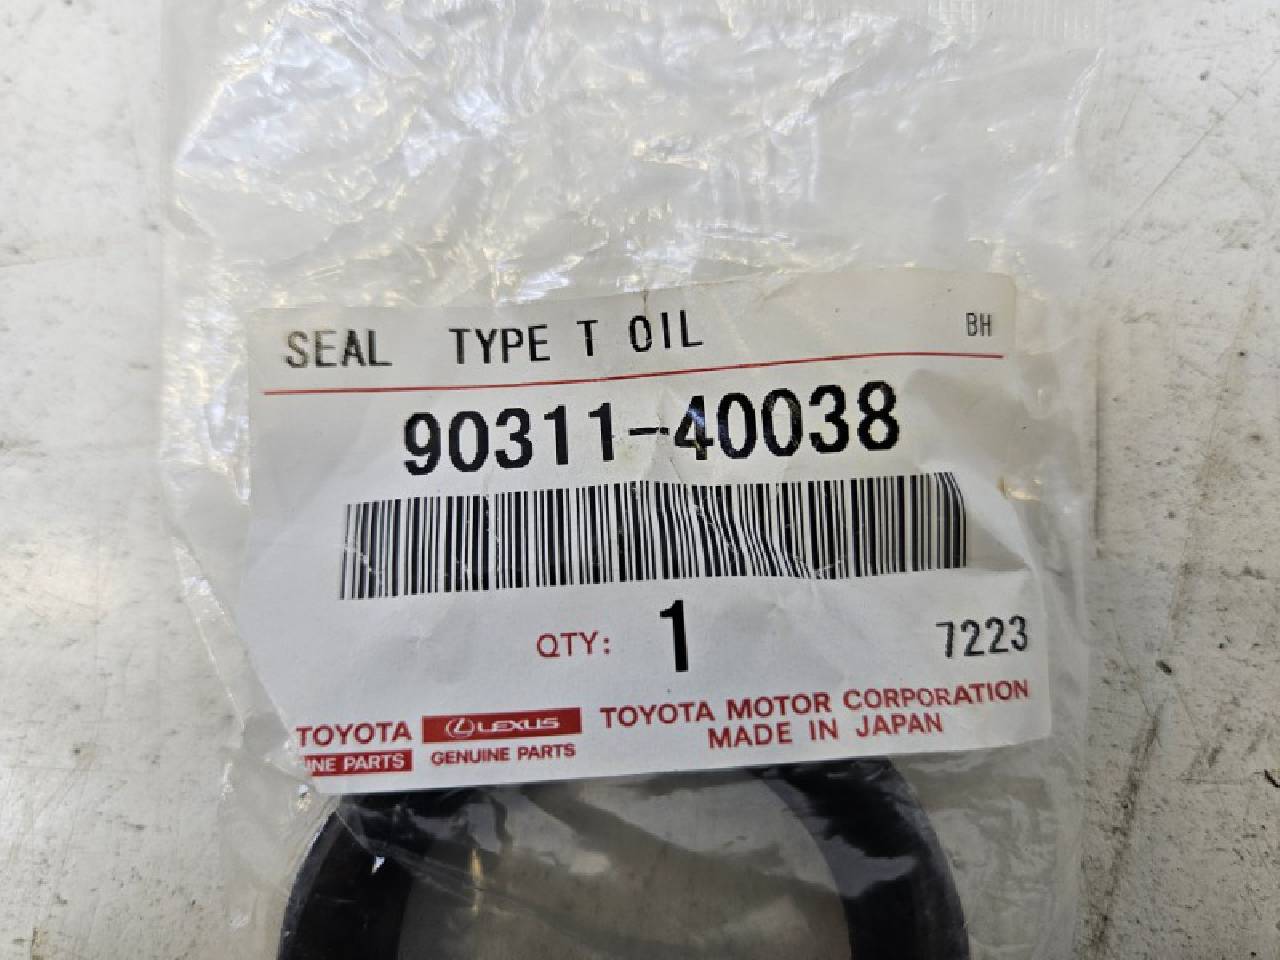 SEAL TYPE T OIL BH
90311-40038
QTY: 1 7223
TOYOTA LEXUS TOYOTA MOTOR CORPORATION
PARTS GENUINE PARTS MADE IN JAPAN